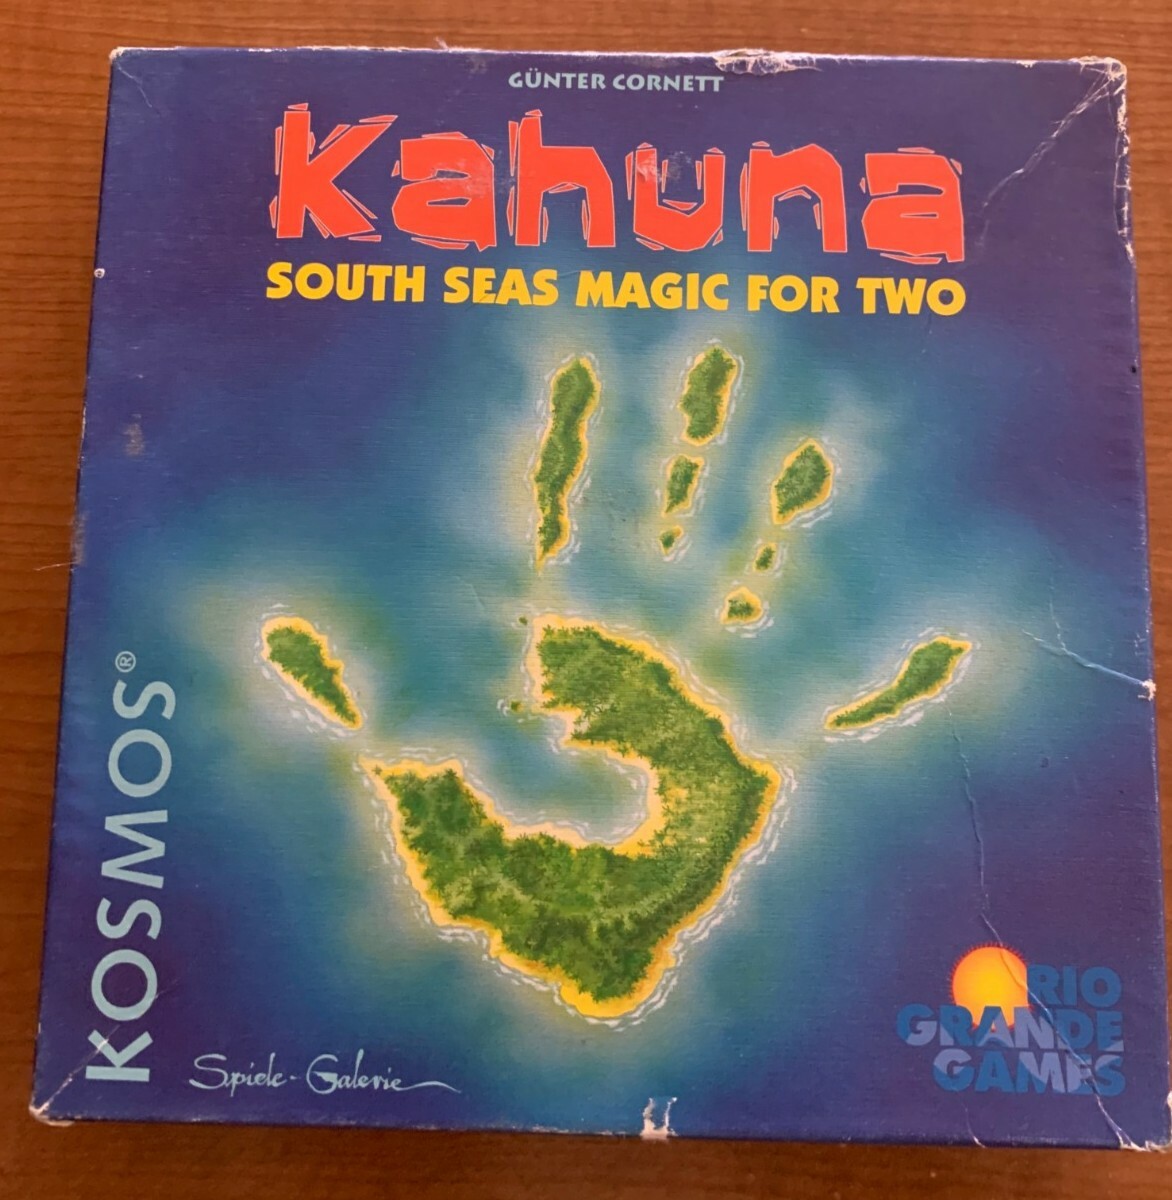 GÜNTER CORNETT
Kahuna
SOUTH SEAS MAGIC FOR TWO
KOSMOS®
Spiele-Galerie
RIO
GRANDE
GAMES